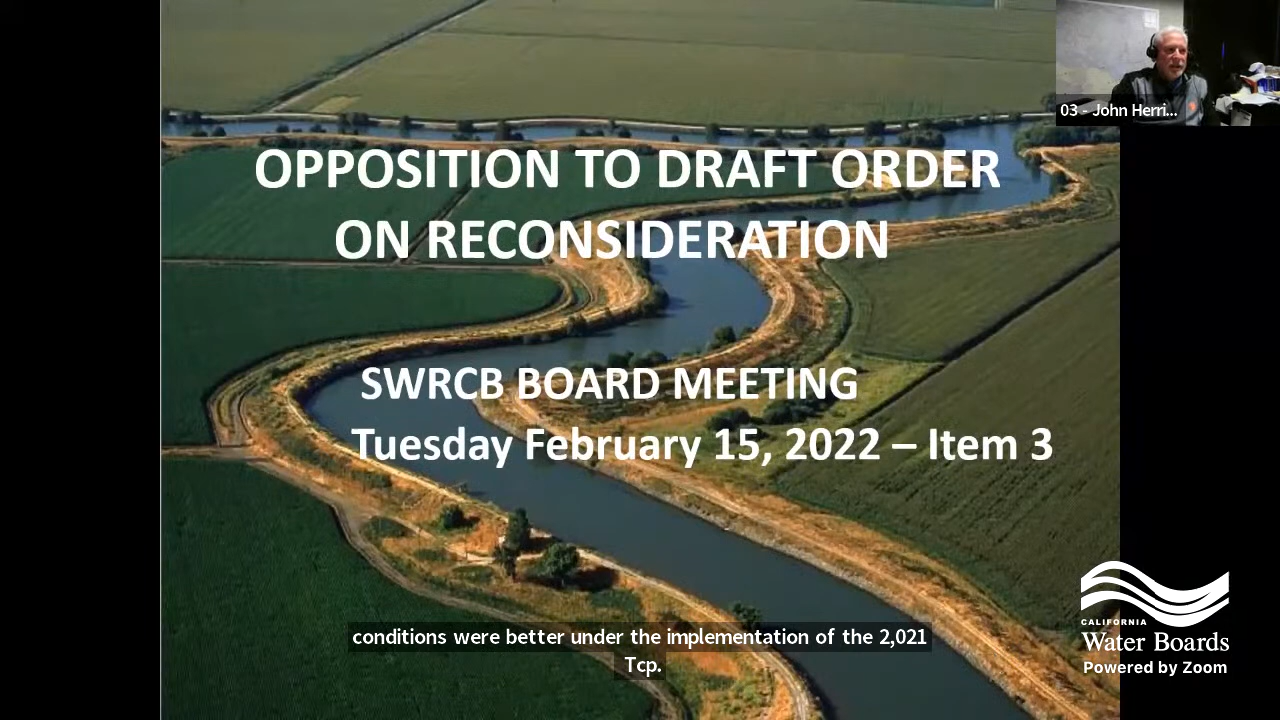 03 - John Herri...
OPPOSITION TO DRAFT ORDER
ON RECONSIDERATION
SWRCB BOARD MEETING
Tuesday February 15, 2022 – Item 3
CALIFORNIA
Water Boards
Powered by Zoom
conditions were better under the implementation of the 2,021
Tcp.